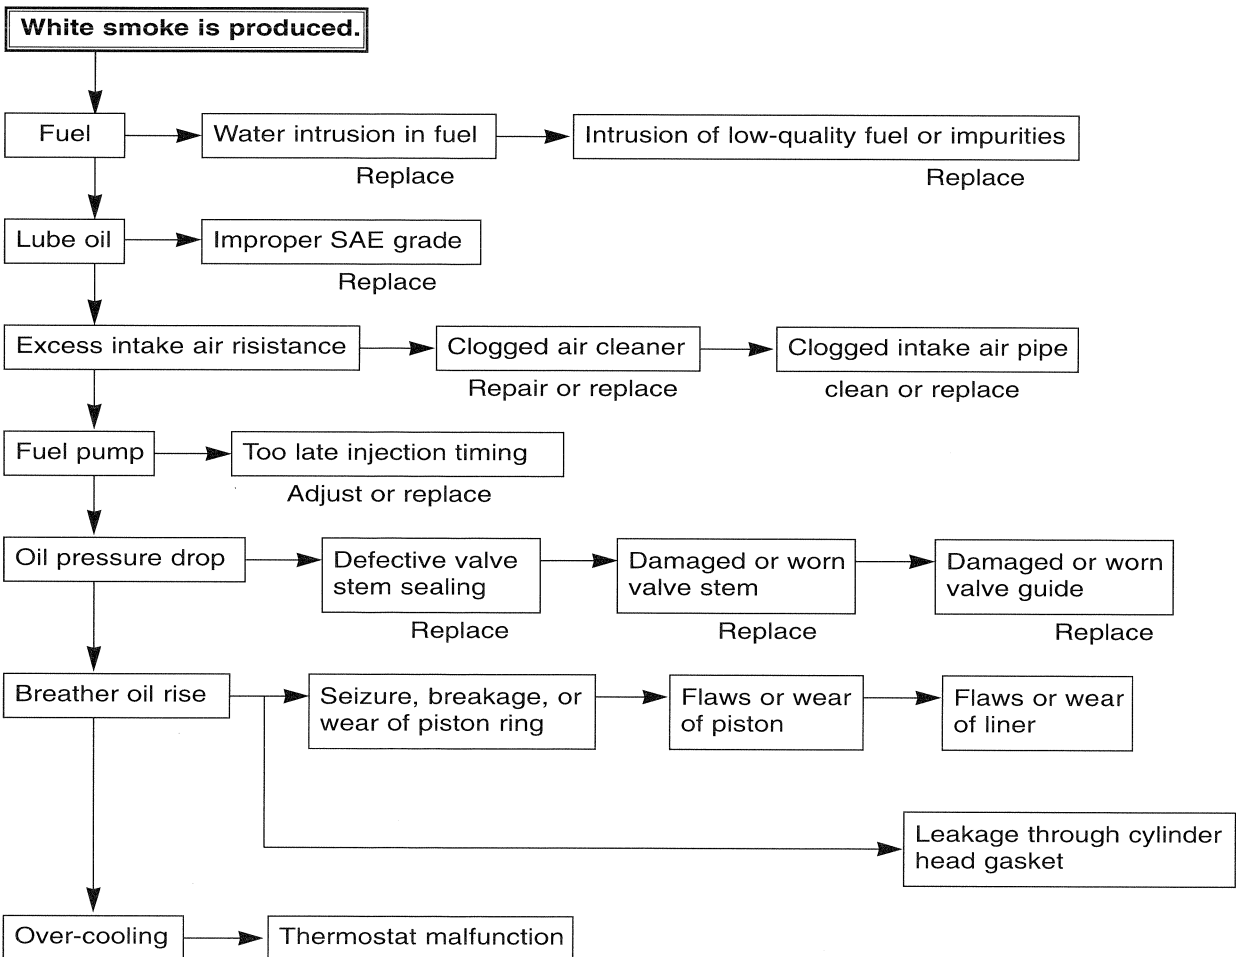 White smoke is produced.
Fuel
Water intrusion in fuel
Intrusion of low-quality fuel or impurities
Replace
Replace
Lube oil
Improper SAE grade
Replace
Excess intake air risistance
Clogged air cleaner
Clogged intake air pipe
Repair or replace
clean or replace
Fuel pump
Too late injection timing
Adjust or replace
Oil pressure drop
Defective valve
stem sealing
Damaged or worn
valve stem
Damaged or worn
valve guide
Replace
Replace
Replace
Breather oil rise
Seizure, breakage, or
wear of piston ring
Flaws or wear
of piston
Flaws or wear
of liner
Leakage through cylinder
head gasket
Over-cooling
Thermostat malfunction